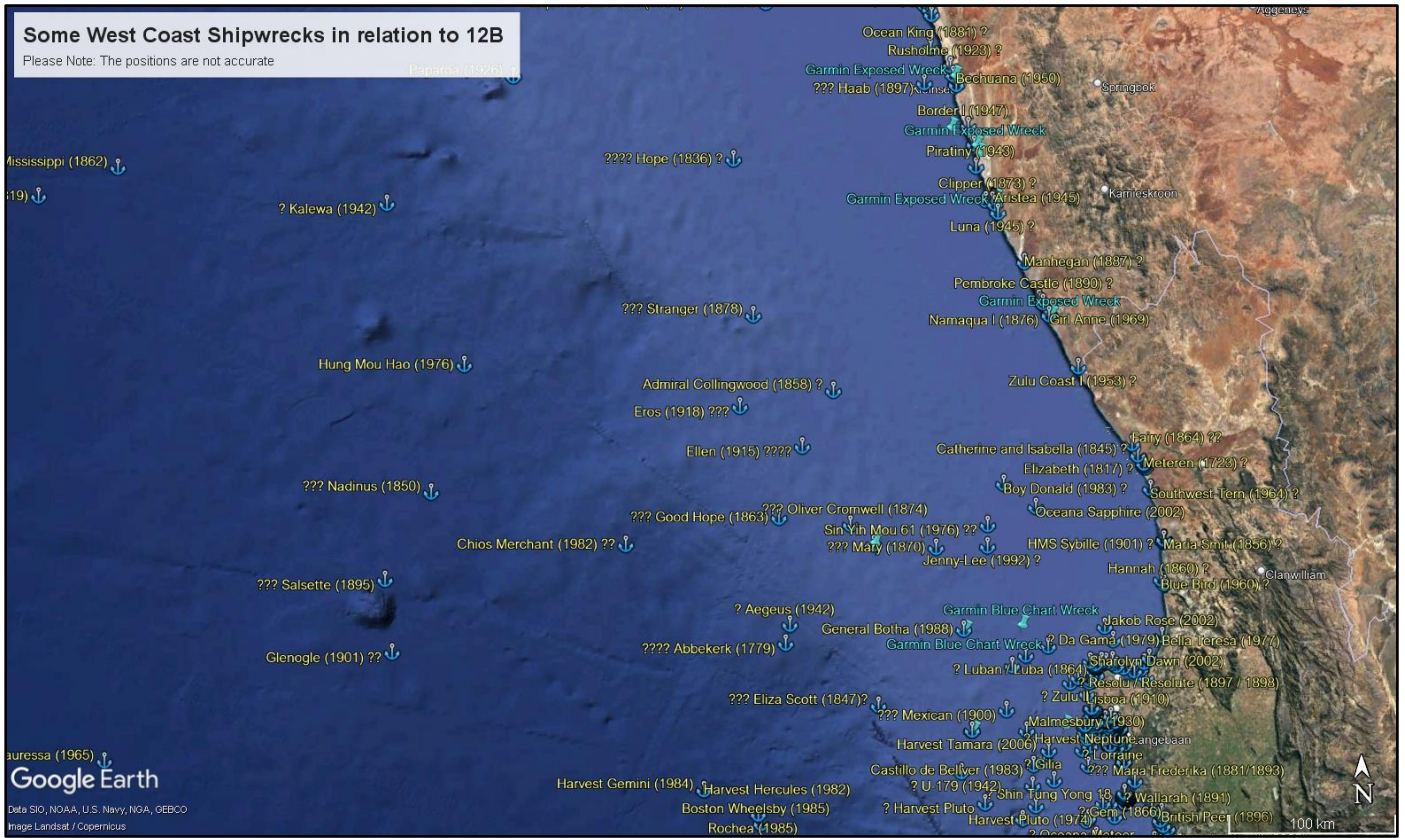 Some West Coast Shipwrecks in relation to 12B
Please Note: The positions are not accurate
Aggeneys
Ocean King (1881) ?
Rusholme (1923) ?
Paparoa (1926)
Garmin Exposed Wreck
Bechuana (1950)
??? Haab (1897)
Springbok
Border I (1947)
Garmin Exposed Wreck
Piratiny (1943)
???? Hope (1836) ?
Mississippi (1862)
Clipper (1873) ?
Kamieskroon
Garmin Exposed Wreck
Aristea (1945)
? Kalewa (1942)
Luna (1945) ?
Manhegan (1887) ?
Pembroke Castle (1890) ?
Garmin Exposed Wreck
??? Stranger (1878)
Namaqua I (1876)
Girl Anne (1969)
Hung Mou Hao (1976)
Zulu Coast I (1953) ?
Admiral Collingwood (1858) ?
Eros (1918) ???
Fairy (1864) ??
Catherine and Isabella (1845) ?
Ellen (1915) ????
Meteren (1723) ?
Elizabeth (1817) ?
??? Nadinus (1850)
Boy Donald (1983) ?
Southwest Tern (1964) ?
??? Oliver Cromwell (1874)
Oceana Sapphire (2002)
??? Good Hope (1863)
Sin Yih Mou 61 (1976) ??
Chios Merchant (1982) ??
??? Mary (1870)
HMS Sybille (1901) ?
Maria Smit (1856) ?
Jenny-Lee (1992) ?
Hannah (1860) ?
Clanwilliam
??? Salsette (1895)
Blue Bird (1960) ?
? Aegeus (1942)
Garmin Blue Chart Wreck
Jakob Rose (2002)
General Botha (1988)
Garmin Blue Chart Wreck
? Da Gama (1979)
Bella Teresa (1977)
???? Abbekerk (1779)
Glenogle (1901) ??
? Luban / Luba (1864)
Sharolyn Dawn (2002)
? Resolu / Resolute (1897 / 1898)
??? Eliza Scott (1847)?
? Zulu II
Lisboa (1910)
??? Mexican (1900)
Malmesbury (1930)
Harvest Tamara (2006)
? Harvest Neptune
Langebaan
auressa (1965)
? Lorraine
? Gilia
Castillo de Bellver (1983)
??? Maria Frederika (1881/1893)
Google Earth
Harvest Gemini (1984)
Harvest Hercules (1982)
? U-179 (1942)
? Shin Tung Yong 18
? Wallarah (1891)
Data SIO, NOAA, U.S. Navy, NGA, GEBCO
Boston Wheelsby (1985)
? Harvest Pluto
Harvest Pluto (1974)
? Gem (1866)
British Peer (1896)
Image Landsat / Copernicus
Rochea (1985)
? Oceana Meteor
100 km
N